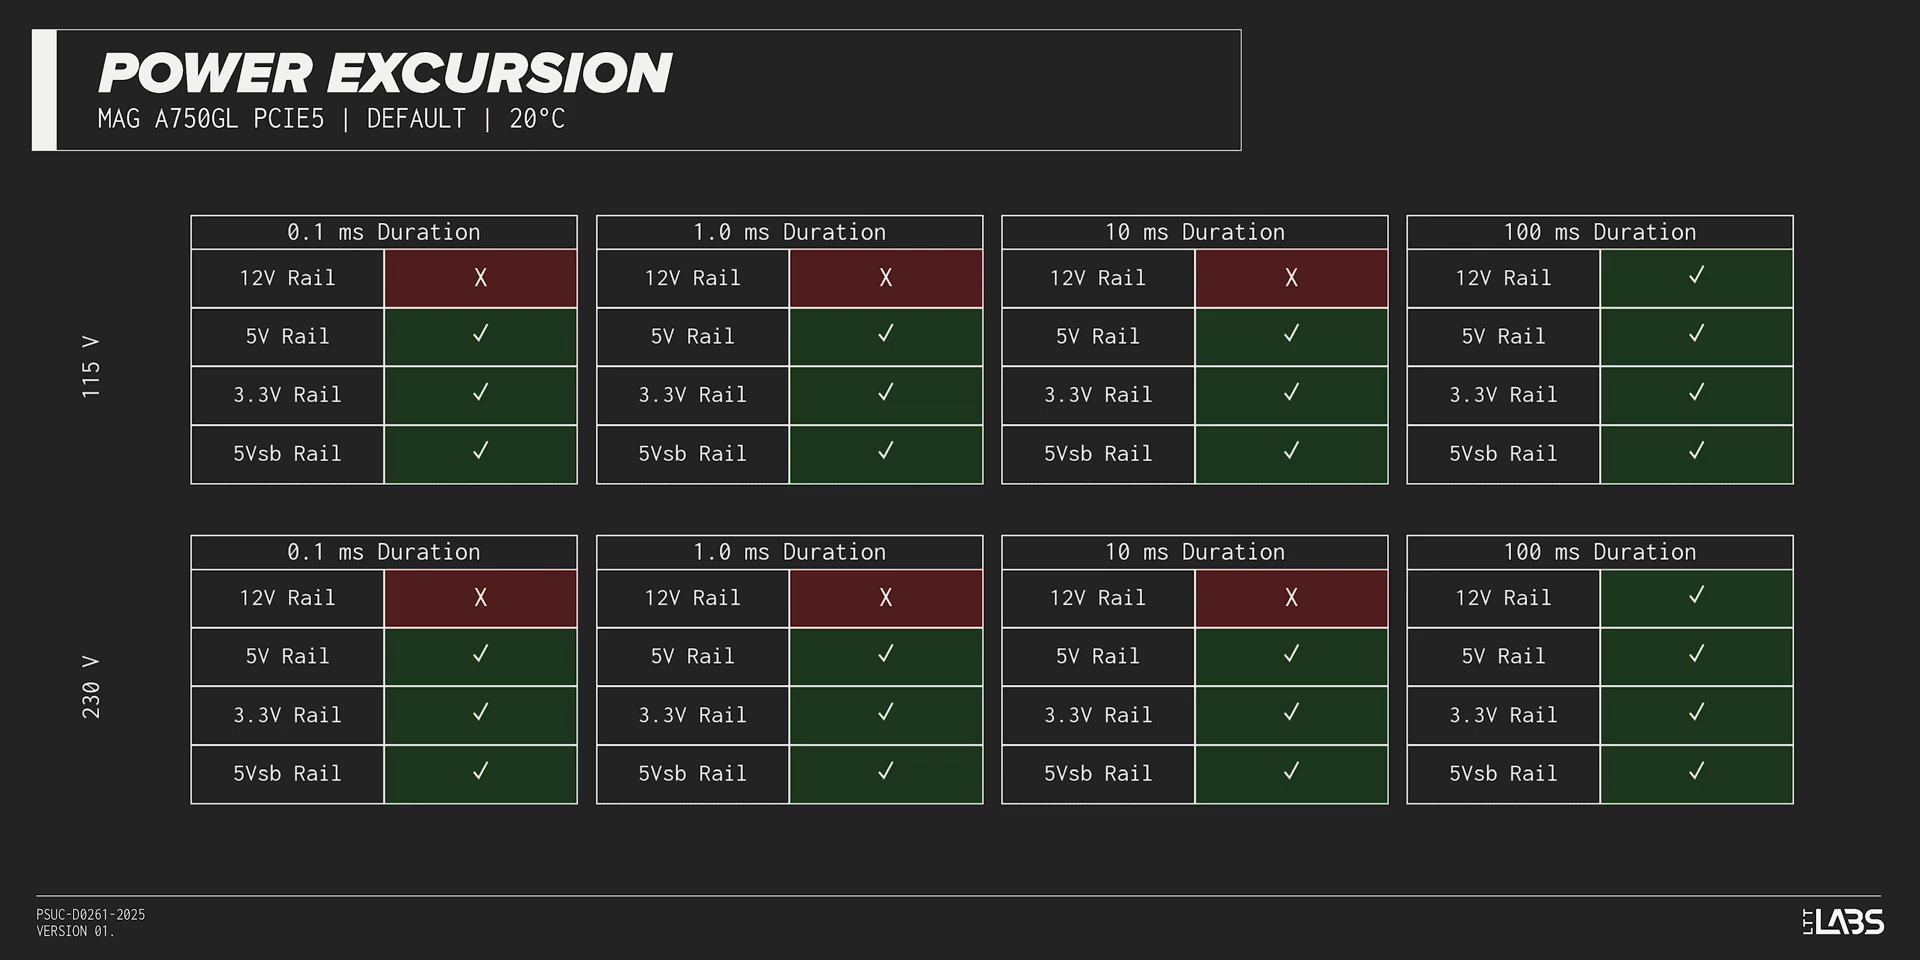 POWER EXCURSION
MAG A750GL PCIE5 | DEFAULT | 20°C
115 V
0.1 ms Duration
12V Rail X
5V Rail ✓
3.3V Rail ✓
5Vsb Rail ✓
1.0 ms Duration
12V Rail X
5V Rail ✓
3.3V Rail ✓
5Vsb Rail ✓
10 ms Duration
12V Rail X
5V Rail ✓
3.3V Rail ✓
5Vsb Rail ✓
100 ms Duration
12V Rail ✓
5V Rail ✓
3.3V Rail ✓
5Vsb Rail ✓
230 V
0.1 ms Duration
12V Rail X
5V Rail ✓
3.3V Rail ✓
5Vsb Rail ✓
1.0 ms Duration
12V Rail X
5V Rail ✓
3.3V Rail ✓
5Vsb Rail ✓
10 ms Duration
12V Rail X
5V Rail ✓
3.3V Rail ✓
5Vsb Rail ✓
100 ms Duration
12V Rail ✓
5V Rail ✓
3.3V Rail ✓
5Vsb Rail ✓
PSUC-D0261-2025
VERSION 01.
LTT LABS